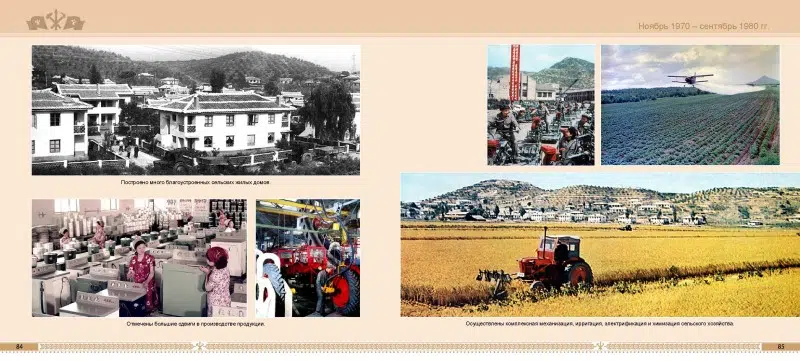 Ноябрь 1970 – сентябрь 1980 гг.
Построено много благоустроенных сельских жилых домов.
Отмечены большие сдвиги в производстве продукции.
Осуществлены комплексная механизация, ирригация, электрификация и химизация сельского хозяйства.
84
85